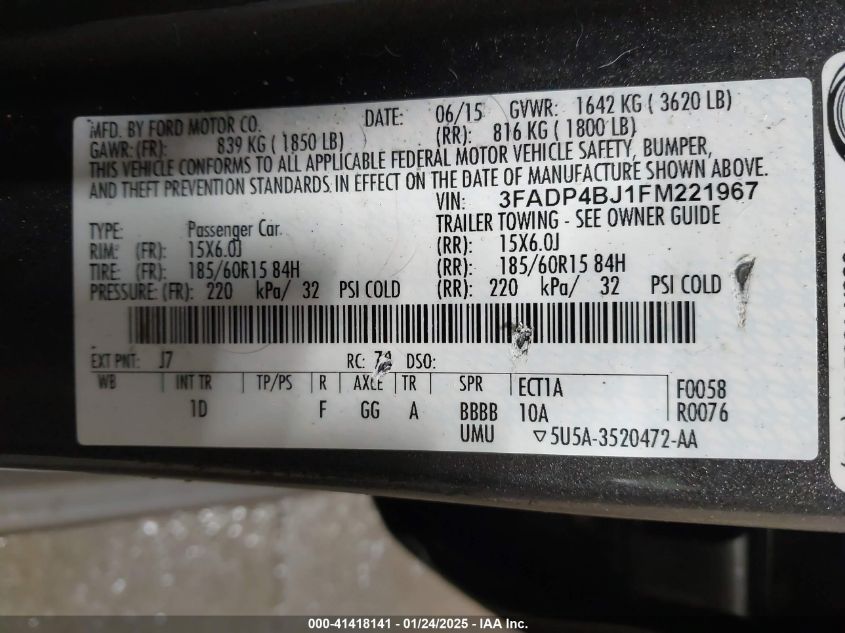 MFD. BY FORD MOTOR CO. DATE: 06/15 GVWR: 1642 KG ( 3620 LB)
GAWR: (FR): 839 KG ( 1850 LB) (RR): 816 KG ( 1800 LB)
THIS VEHICLE CONFORMS TO ALL APPLICABLE FEDERAL MOTOR VEHICLE SAFETY, BUMPER,
AND THEFT PREVENTION STANDARDS IN EFFECT ON THE DATE OF MANUFACTURE SHOWN ABOVE.
VIN: 3FADP4BJ1FM221967
TYPE: Passenger Car. TRAILER TOWING - SEE OWNER GUIDE
RIM: (FR): 15X6.0J (RR): 15X6.0J
TIRE: (FR): 185/60R15 84H (RR): 185/60R15 84H
PRESSURE: (FR): 220 kPa/ 32 PSI COLD (RR): 220 kPa/ 32 PSI COLD
EXT PNT: J7 RC: DSO:
WB INT TR TP/PS R AXLE TR SPR ECT1A F0058
1D F GG A BBBB 10A R0076
UMU ▽5U5A-3520472-AA
000-41418141 - 01/24/2025 - IAA Inc.